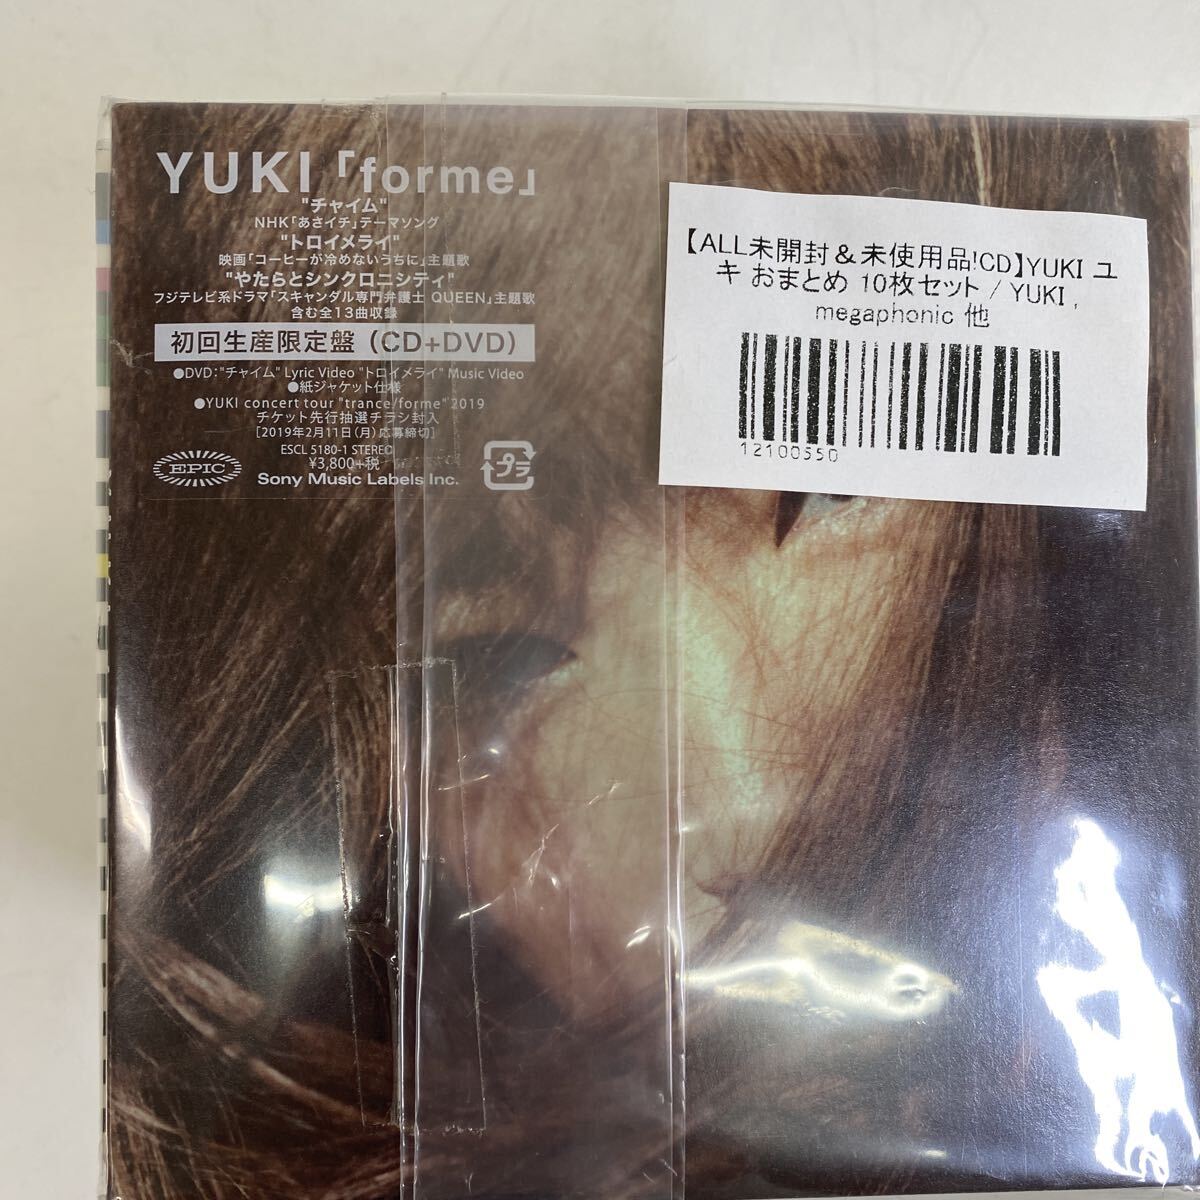 YUKI「forme」
"チャイム"
NHK「あさイチ」テーマソング
"トロイメライ"
映画「コーヒーが冷めないうちに」主題歌
"やたらとシンクロニシティ"
フジテレビ系ドラマ「スキャンダル専門弁護士 QUEEN」主題歌
含む全13曲収録
初回生産限定盤（CD+DVD）
●DVD："チャイム" Lyric Video "トロイメライ" Music Video
●紙ジャケット仕様
●YUKI concert tour "trance/forme" 2019
チケット先行抽選チラシ封入
[2019年2月11日（月）応募締切]
ESCL 5180-1 STEREO
¥3,800+税
EPIC
Sony Music Labels Inc.
プラ
【ALL未開封＆未使用品!CD】YUKI ユ
キ おまとめ 10枚セット / YUKI ,
megaphonic 他
12100550